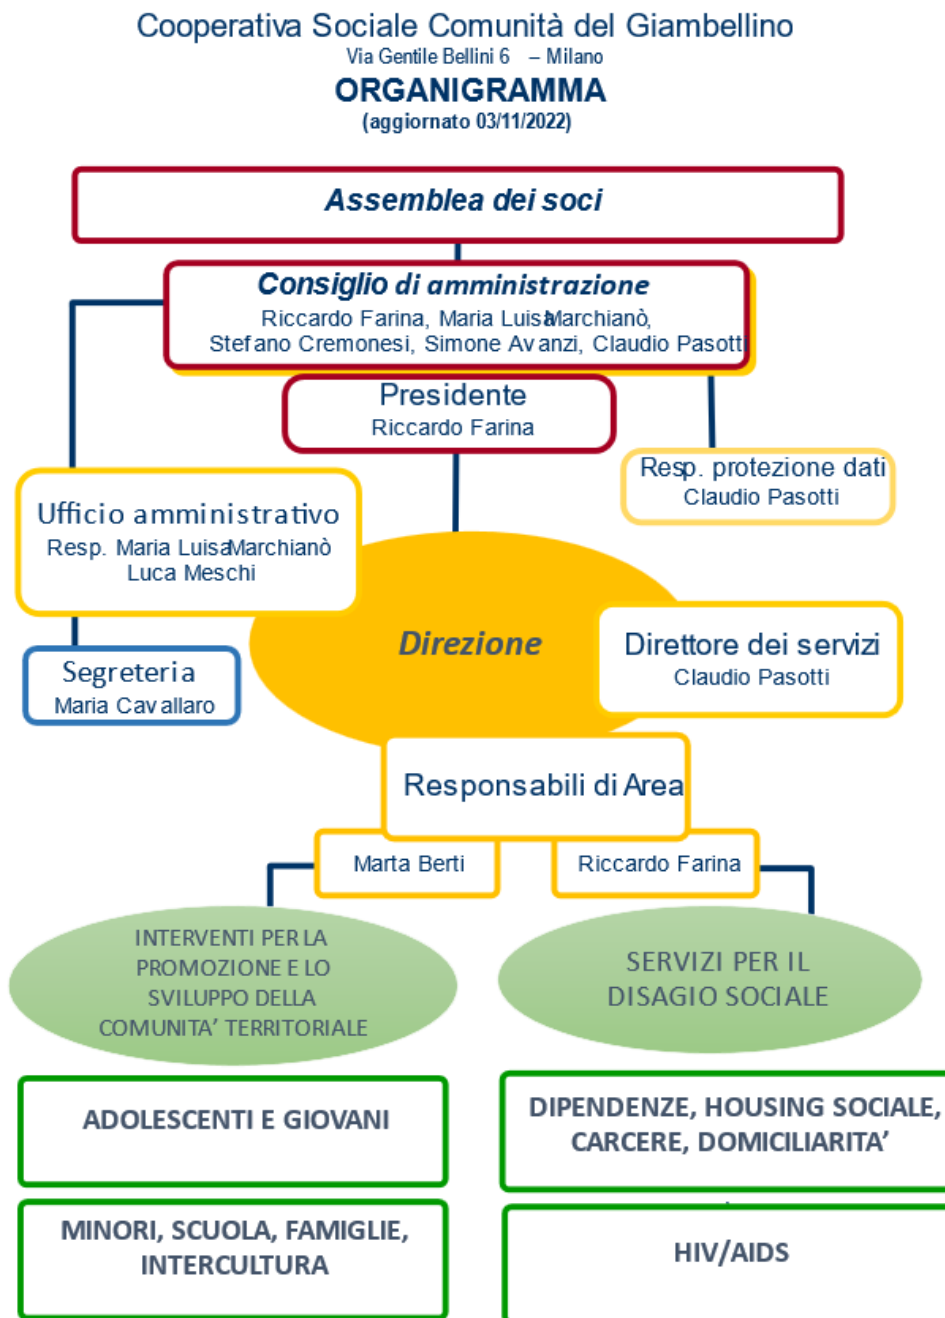 Cooperativa Sociale Comunità del Giambellino
Via Gentile Bellini 6 – Milano
ORGANIGRAMMA
(aggiornato 03/11/2022)
Assemblea dei soci
Consiglio di amministrazione
Riccardo Farina, Maria Luisa Marchianò,
Stefano Cremonesi, Simone Avanzi, Claudio Pasotti
Presidente
Riccardo Farina
Resp. protezione dati
Claudio Pasotti
Ufficio amministrativo
Resp. Maria Luisa Marchianò
Luca Meschi
Segreteria
Maria Cavallaro
Direzione
Direttore dei servizi
Claudio Pasotti
Responsabili di Area
Marta Berti
Riccardo Farina
INTERVENTI PER LA
PROMOZIONE E LO
SVILUPPO DELLA
COMUNITA’ TERRITORIALE
SERVIZI PER IL
DISAGIO SOCIALE
ADOLESCENTI E GIOVANI
DIPENDENZE, HOUSING SOCIALE,
CARCERE, DOMICILIARITA’
MINORI, SCUOLA, FAMIGLIE,
INTERCULTURA
HIV/AIDS